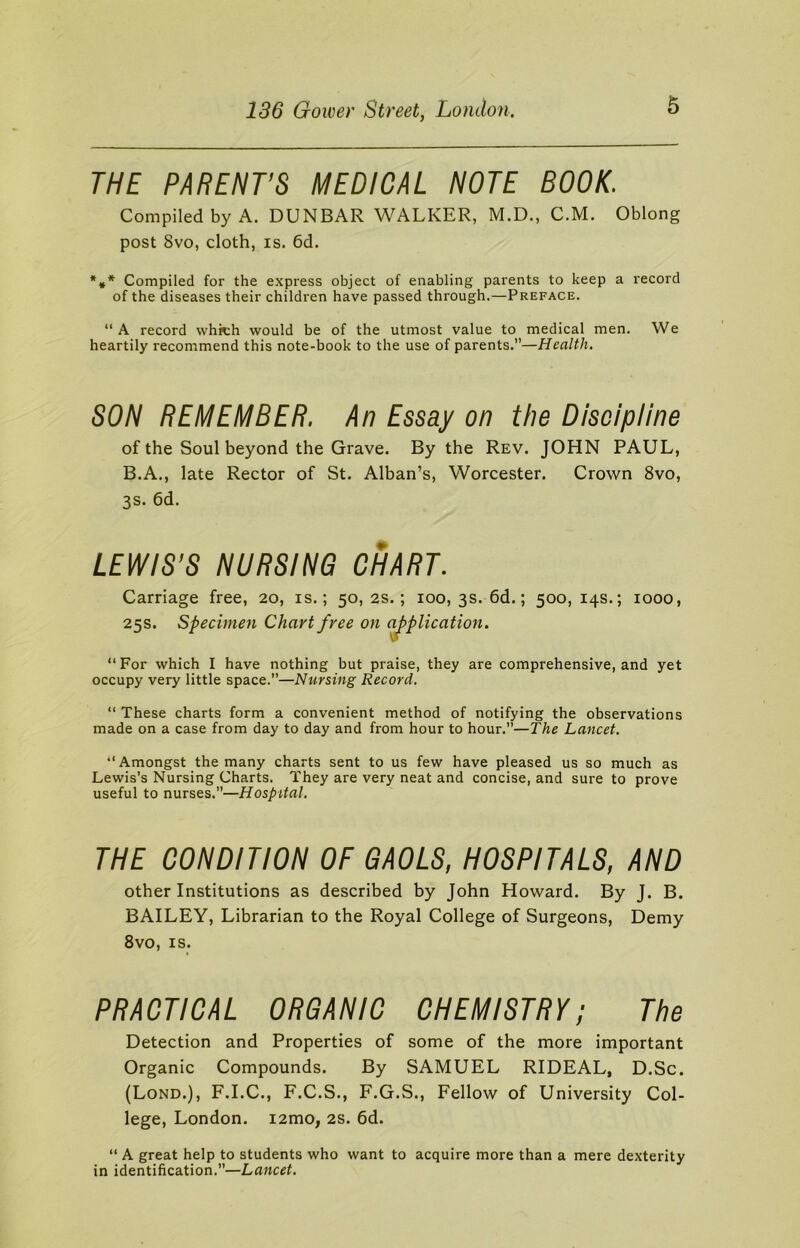 136 Gower Street, London. 5
THE PARENT'S MEDICAL NOTE BOOK.
Compiled by A. DUNBAR WALKER, M.D., C.M. Oblong
post 8vo, cloth, 1s. 6d.
*** Compiled for the express object of enabling parents to keep a record
of the diseases their children have passed through.—PREFACE.
“A record which would be of the utmost value to medical men. We
heartily recommend this note-book to the use of parents.”—Health.
SON REMEMBER. An Essay on the Discipline
of the Soul beyond the Grave. By the REV. JOHN PAUL,
B.A., late Rector of St. Alban’s, Worcester. Crown 8vo,
3s. 6d.
LEWIS'S NURSING CHART.
Carriage free, 20, 1s.; 50, 2s.; 100, 3s. 6d.; 500, 14s.; 1000,
25s. Specimen Chart free on application.
“For which I have nothing but praise, they are comprehensive, and yet
occupy very little space.”—Nursing Record.
“These charts form a convenient method of notifying the observations
made on a case from day to day and from hour to hour.”—The Lancet.
“Amongst the many charts sent to us few have pleased us so much as
Lewis’s Nursing Charts. They are very neat and concise, and sure to prove
useful to nurses.”—Hospital.
THE CONDITION OF GAOLS, HOSPITALS, AND
other Institutions as described by John Howard. By J. B.
BAILEY, Librarian to the Royal College of Surgeons, Demy
8vo, 1s.
PRACTICAL ORGANIC CHEMISTRY; The
Detection and Properties of some of the more important
Organic Compounds. By SAMUEL RIDEAL, D.Sc.
(LOND.), F.I.C., F.C.S., F.G.S., Fellow of University Col-
lege, London. 12mo, 2s. 6d.
“A great help to students who want to acquire more than a mere dexterity
in identification.”—Lancet.